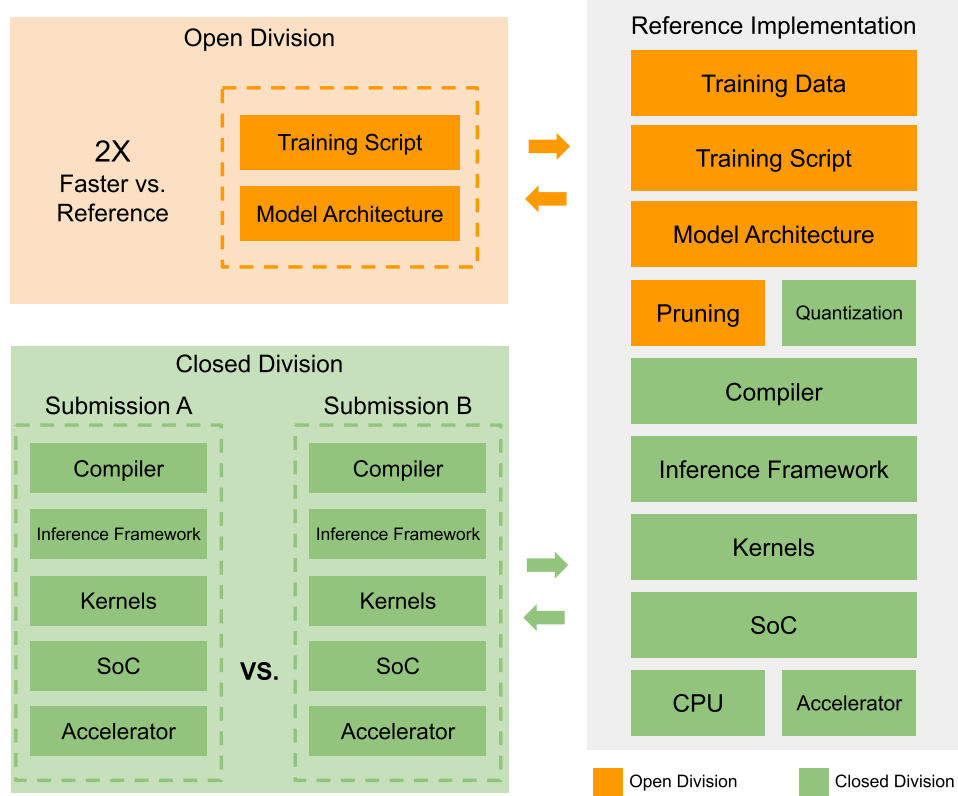 Open Division
2X
Faster vs.
Reference
Training Script
Model Architecture
Closed Division
Submission A
Compiler
Inference Framework
Kernels
SoC
Accelerator
vs.
Submission B
Compiler
Inference Framework
Kernels
SoC
Accelerator
Reference Implementation
Training Data
Training Script
Model Architecture
Pruning
Quantization
Compiler
Inference Framework
Kernels
SoC
CPU
Accelerator
Open Division
Closed Division